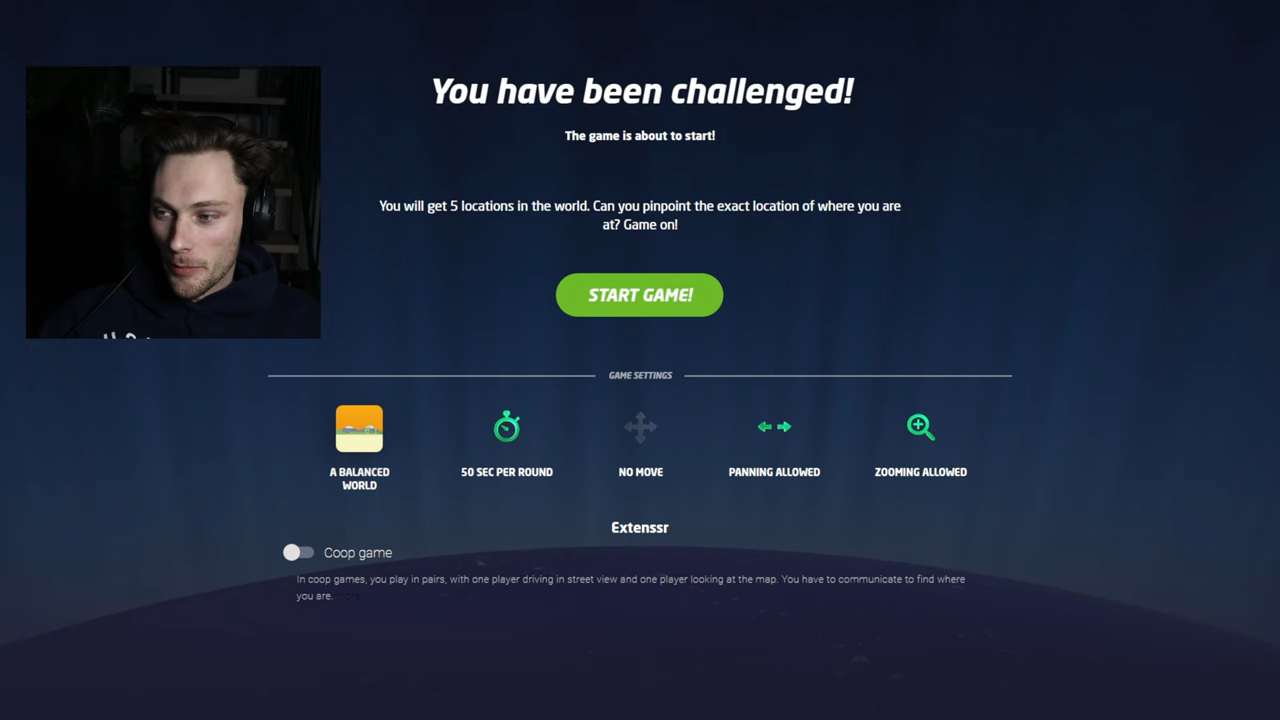 You have been challenged!
The game is about to start!
You will get 5 locations in the world. Can you pinpoint the exact location of where you are
at? Game on!
START GAME!
GAME SETTINGS
A BALANCED
WORLD
50 SEC PER ROUND
NO MOVE
PANNING ALLOWED
ZOOMING ALLOWED
Extenssr
Coop game
In coop games, you play in pairs, with one player driving in street view and one player looking at the map. You have to communicate to find where
you are.